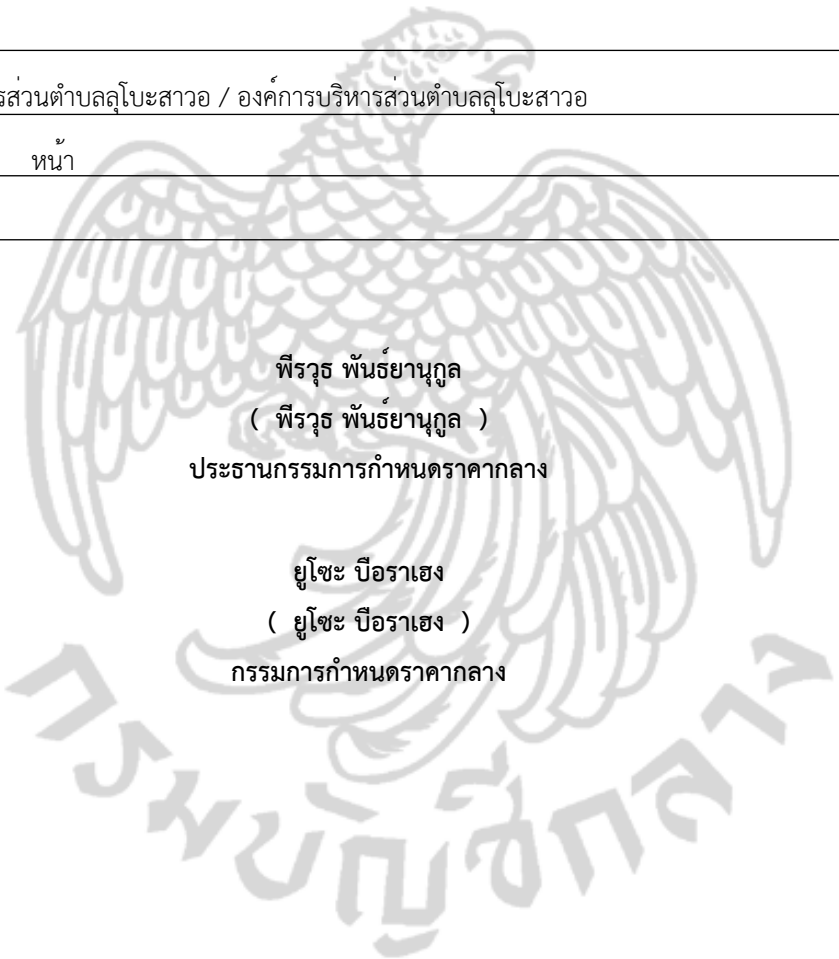 รส่วนตำบลลุโบะสาวอ / องค์การบริหารส่วนตำบลลุโบะสาวอ
หน้า
พีรวุธ พันธ์ยานุกูล
( พีรวุธ พันธ์ยานุกูล )
ประธานกรรมการกำหนดราคากลาง
ยูโซะ บือราเฮง
( ยูโซะ บือราเฮง )
กรรมการกำหนดราคากลาง
กรมบัญชีกลาง